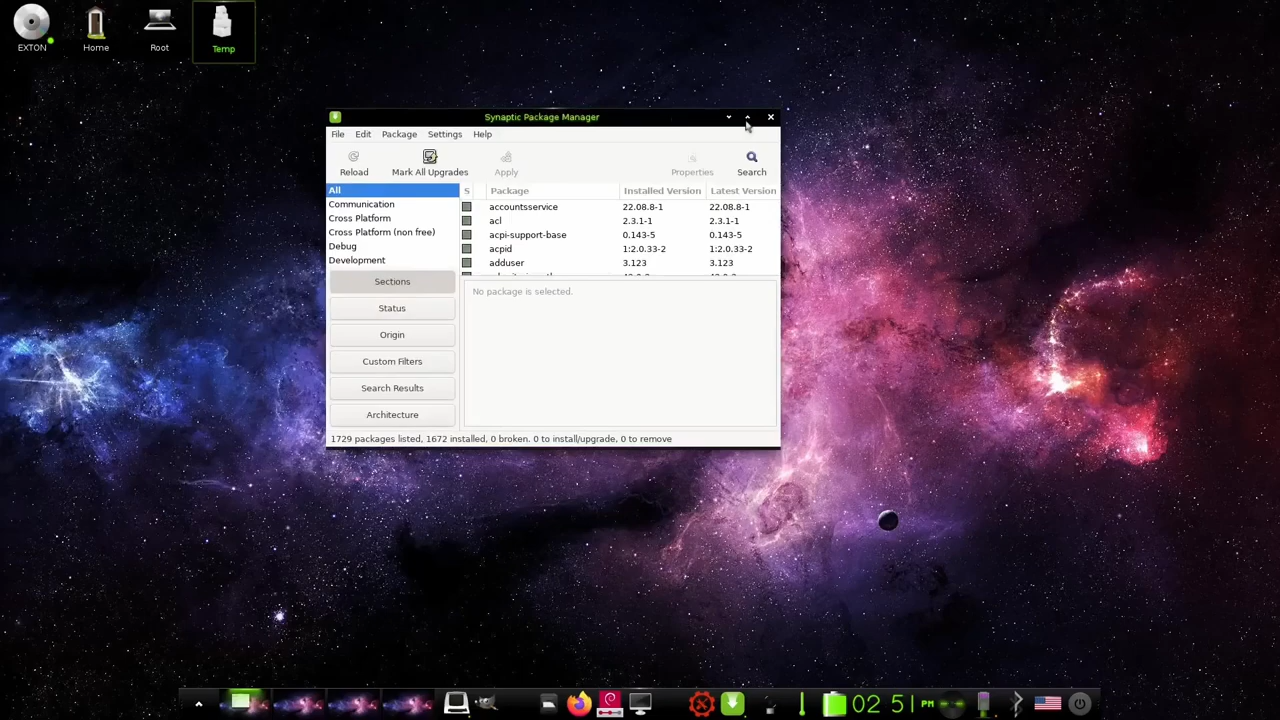 EXTON
Home
Root
Temp
Synaptic Package Manager
File Edit Package Settings Help
Reload Mark All Upgrades Apply Properties Search
All
Communication
Cross Platform
Cross Platform (non free)
Debug
Development
Sections
Status
Origin
Custom Filters
Search Results
Architecture
S Package Installed Version Latest Version
accountsservice 22.08.8-1 22.08.8-1
acl 2.3.1-1 2.3.1-1
acpi-support-base 0.143-5 0.143-5
acpid 1:2.0.33-2 1:2.0.33-2
adduser 3.123 3.123
No package is selected.
1729 packages listed, 1672 installed, 0 broken. 0 to install/upgrade, 0 to remove
02 51 PM